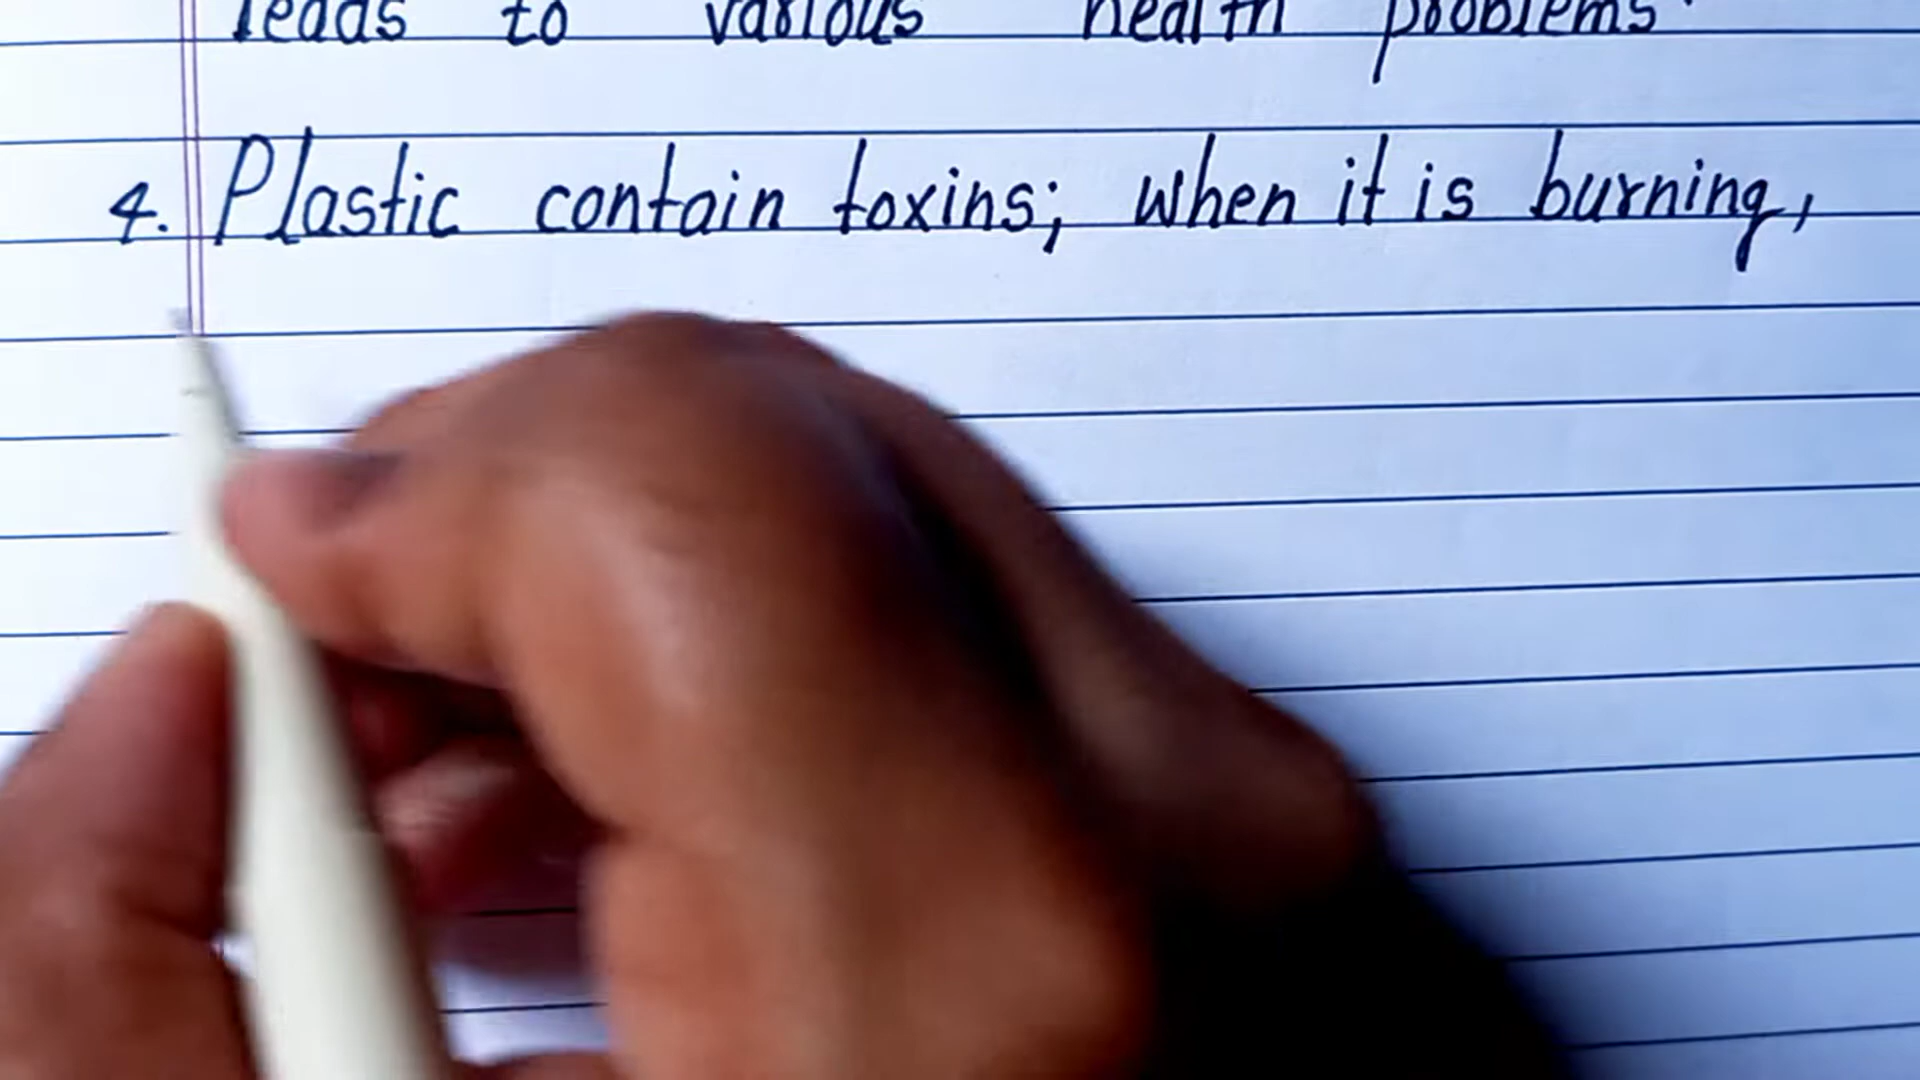 leads to various health problems.
4. Plastic contain toxins; when it is burning,